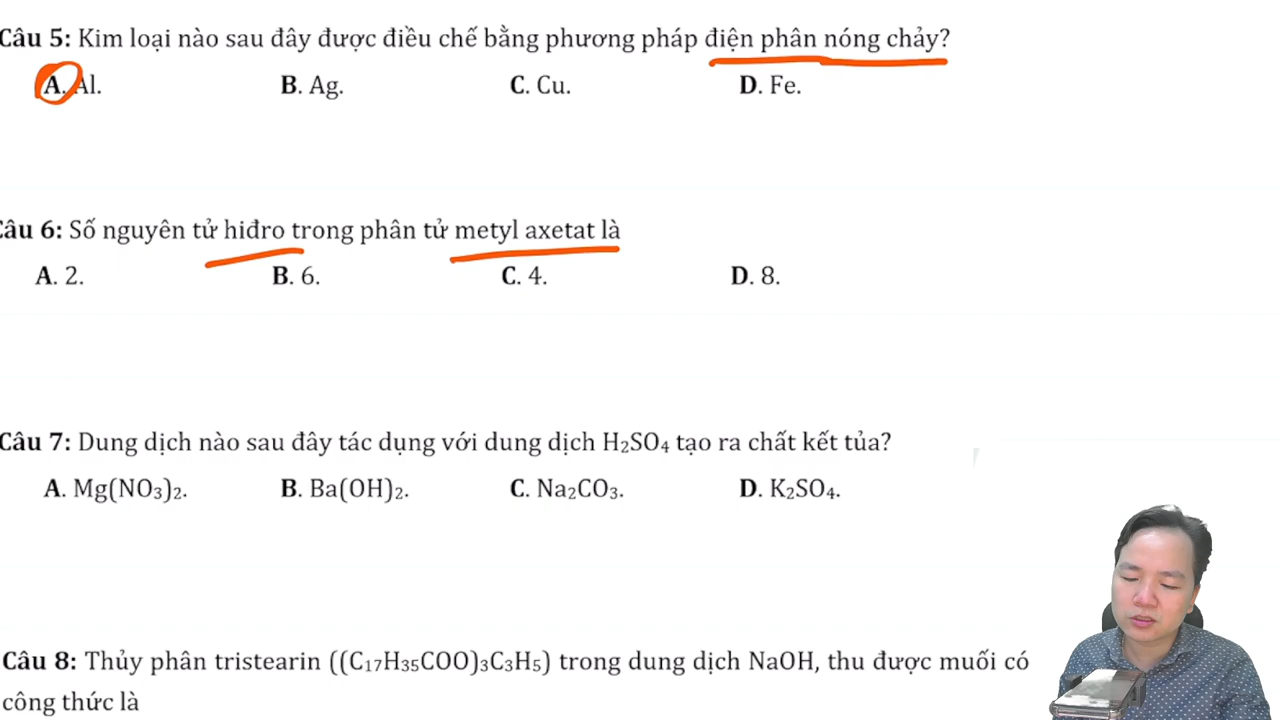 Câu 5: Kim loại nào sau đây được điều chế bằng phương pháp điện phân nóng chảy?
A. Al. B. Ag. C. Cu. D. Fe.
Câu 6: Số nguyên tử hiđro trong phân tử metyl axetat là
A. 2. B. 6. C. 4. D. 8.
Câu 7: Dung dịch nào sau đây tác dụng với dung dịch H₂SO₄ tạo ra chất kết tủa?
A. Mg(NO₃)₂. B. Ba(OH)₂. C. Na₂CO₃. D. K₂SO₄.
Câu 8: Thủy phân tristearin ((C₁₇H₃₅COO)₃C₃H₅) trong dung dịch NaOH, thu được muối có
công thức là